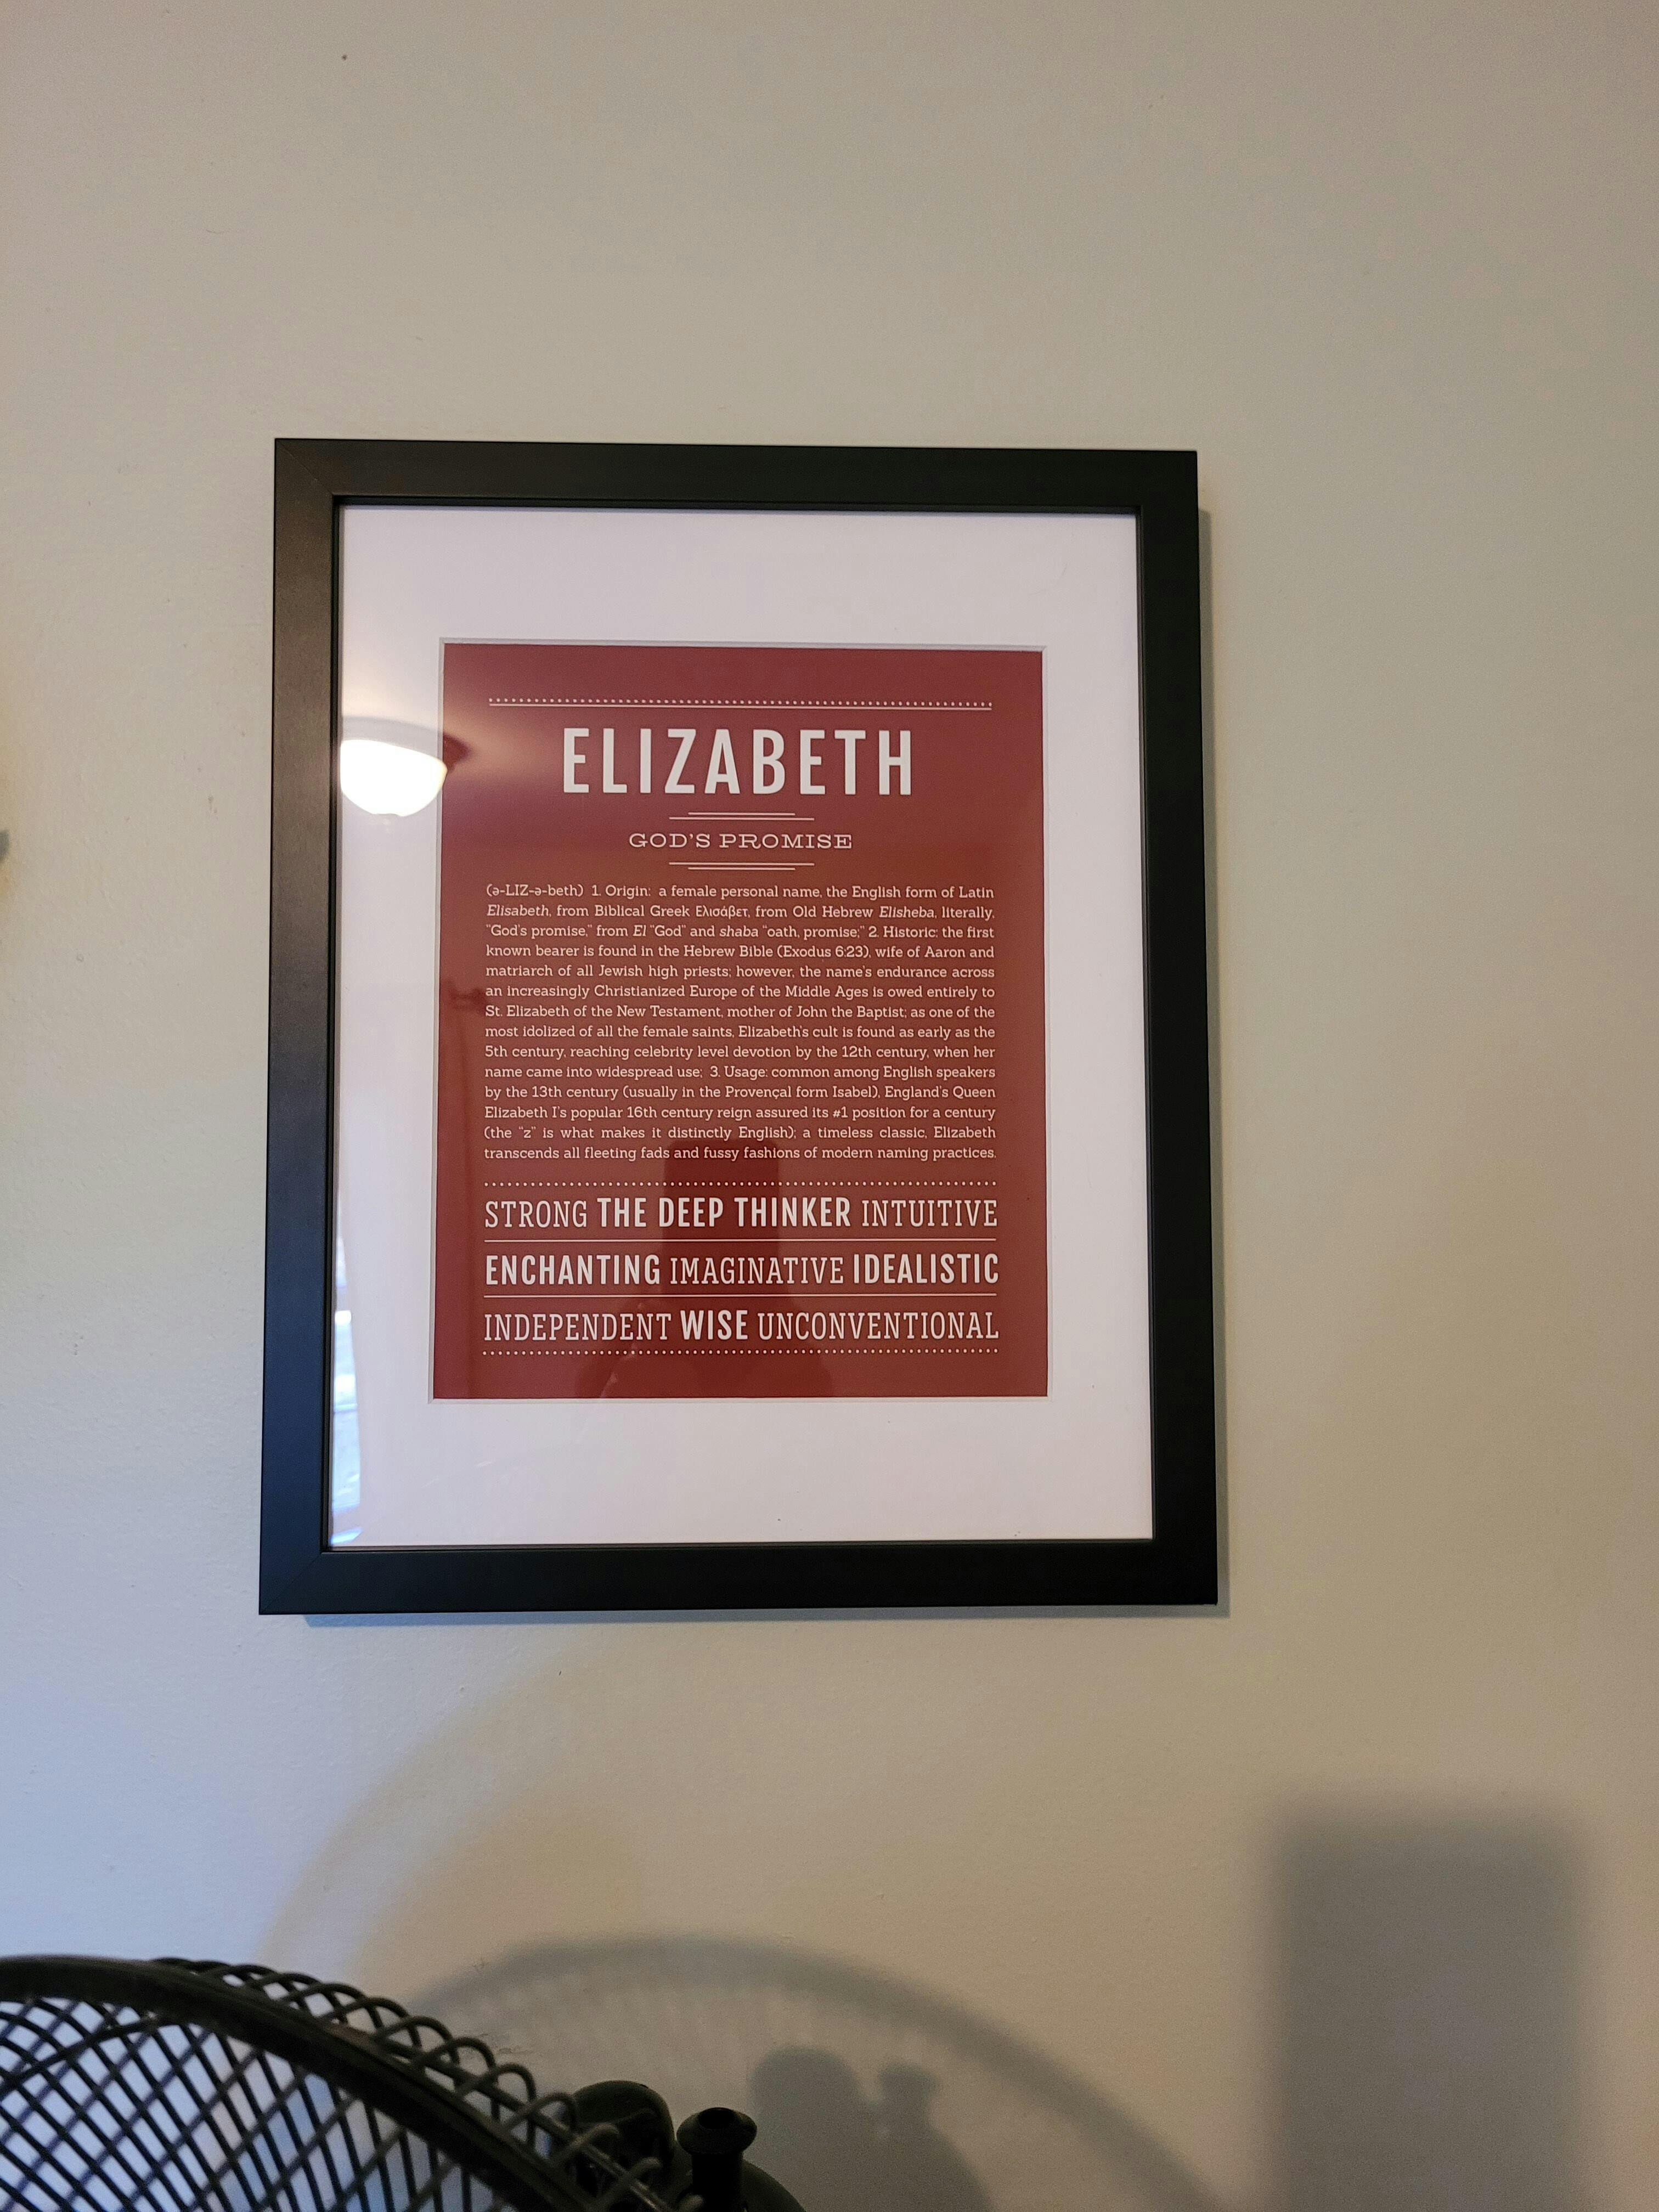 ELIZABETH
GOD'S PROMISE
(ə-LIZ-ə-beth) 1. Origin: a female personal name, the English form of Latin
Elisabeth, from Biblical Greek Ελισάβετ, from Old Hebrew Elisheba, literally,
"God's promise," from El "God" and shaba "oath, promise;" 2. Historic: the first
known bearer is found in the Hebrew Bible (Exodus 6:23), wife of Aaron and
matriarch of all Jewish high priests; however, the name's endurance across
an increasingly Christianized Europe of the Middle Ages is owed entirely to
St. Elizabeth of the New Testament, mother of John the Baptist; as one of the
most idolized of all the female saints, Elizabeth's cult is found as early as the
5th century, reaching celebrity level devotion by the 12th century, when her
name came into widespread use; 3. Usage: common among English speakers
by the 13th century (usually in the Provençal form Isabel), England's Queen
Elizabeth I's popular 16th century reign assured its #1 position for a century
(the "z" is what makes it distinctly English); a timeless classic, Elizabeth
transcends all fleeting fads and fussy fashions of modern naming practices.
STRONG THE DEEP THINKER INTUITIVE
ENCHANTING IMAGINATIVE IDEALISTIC
INDEPENDENT WISE UNCONVENTIONAL